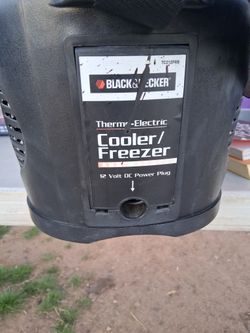 BLACK&DECKER
Thermo-Electric
Cooler/
Freezer
12 Volt DC Power Plug